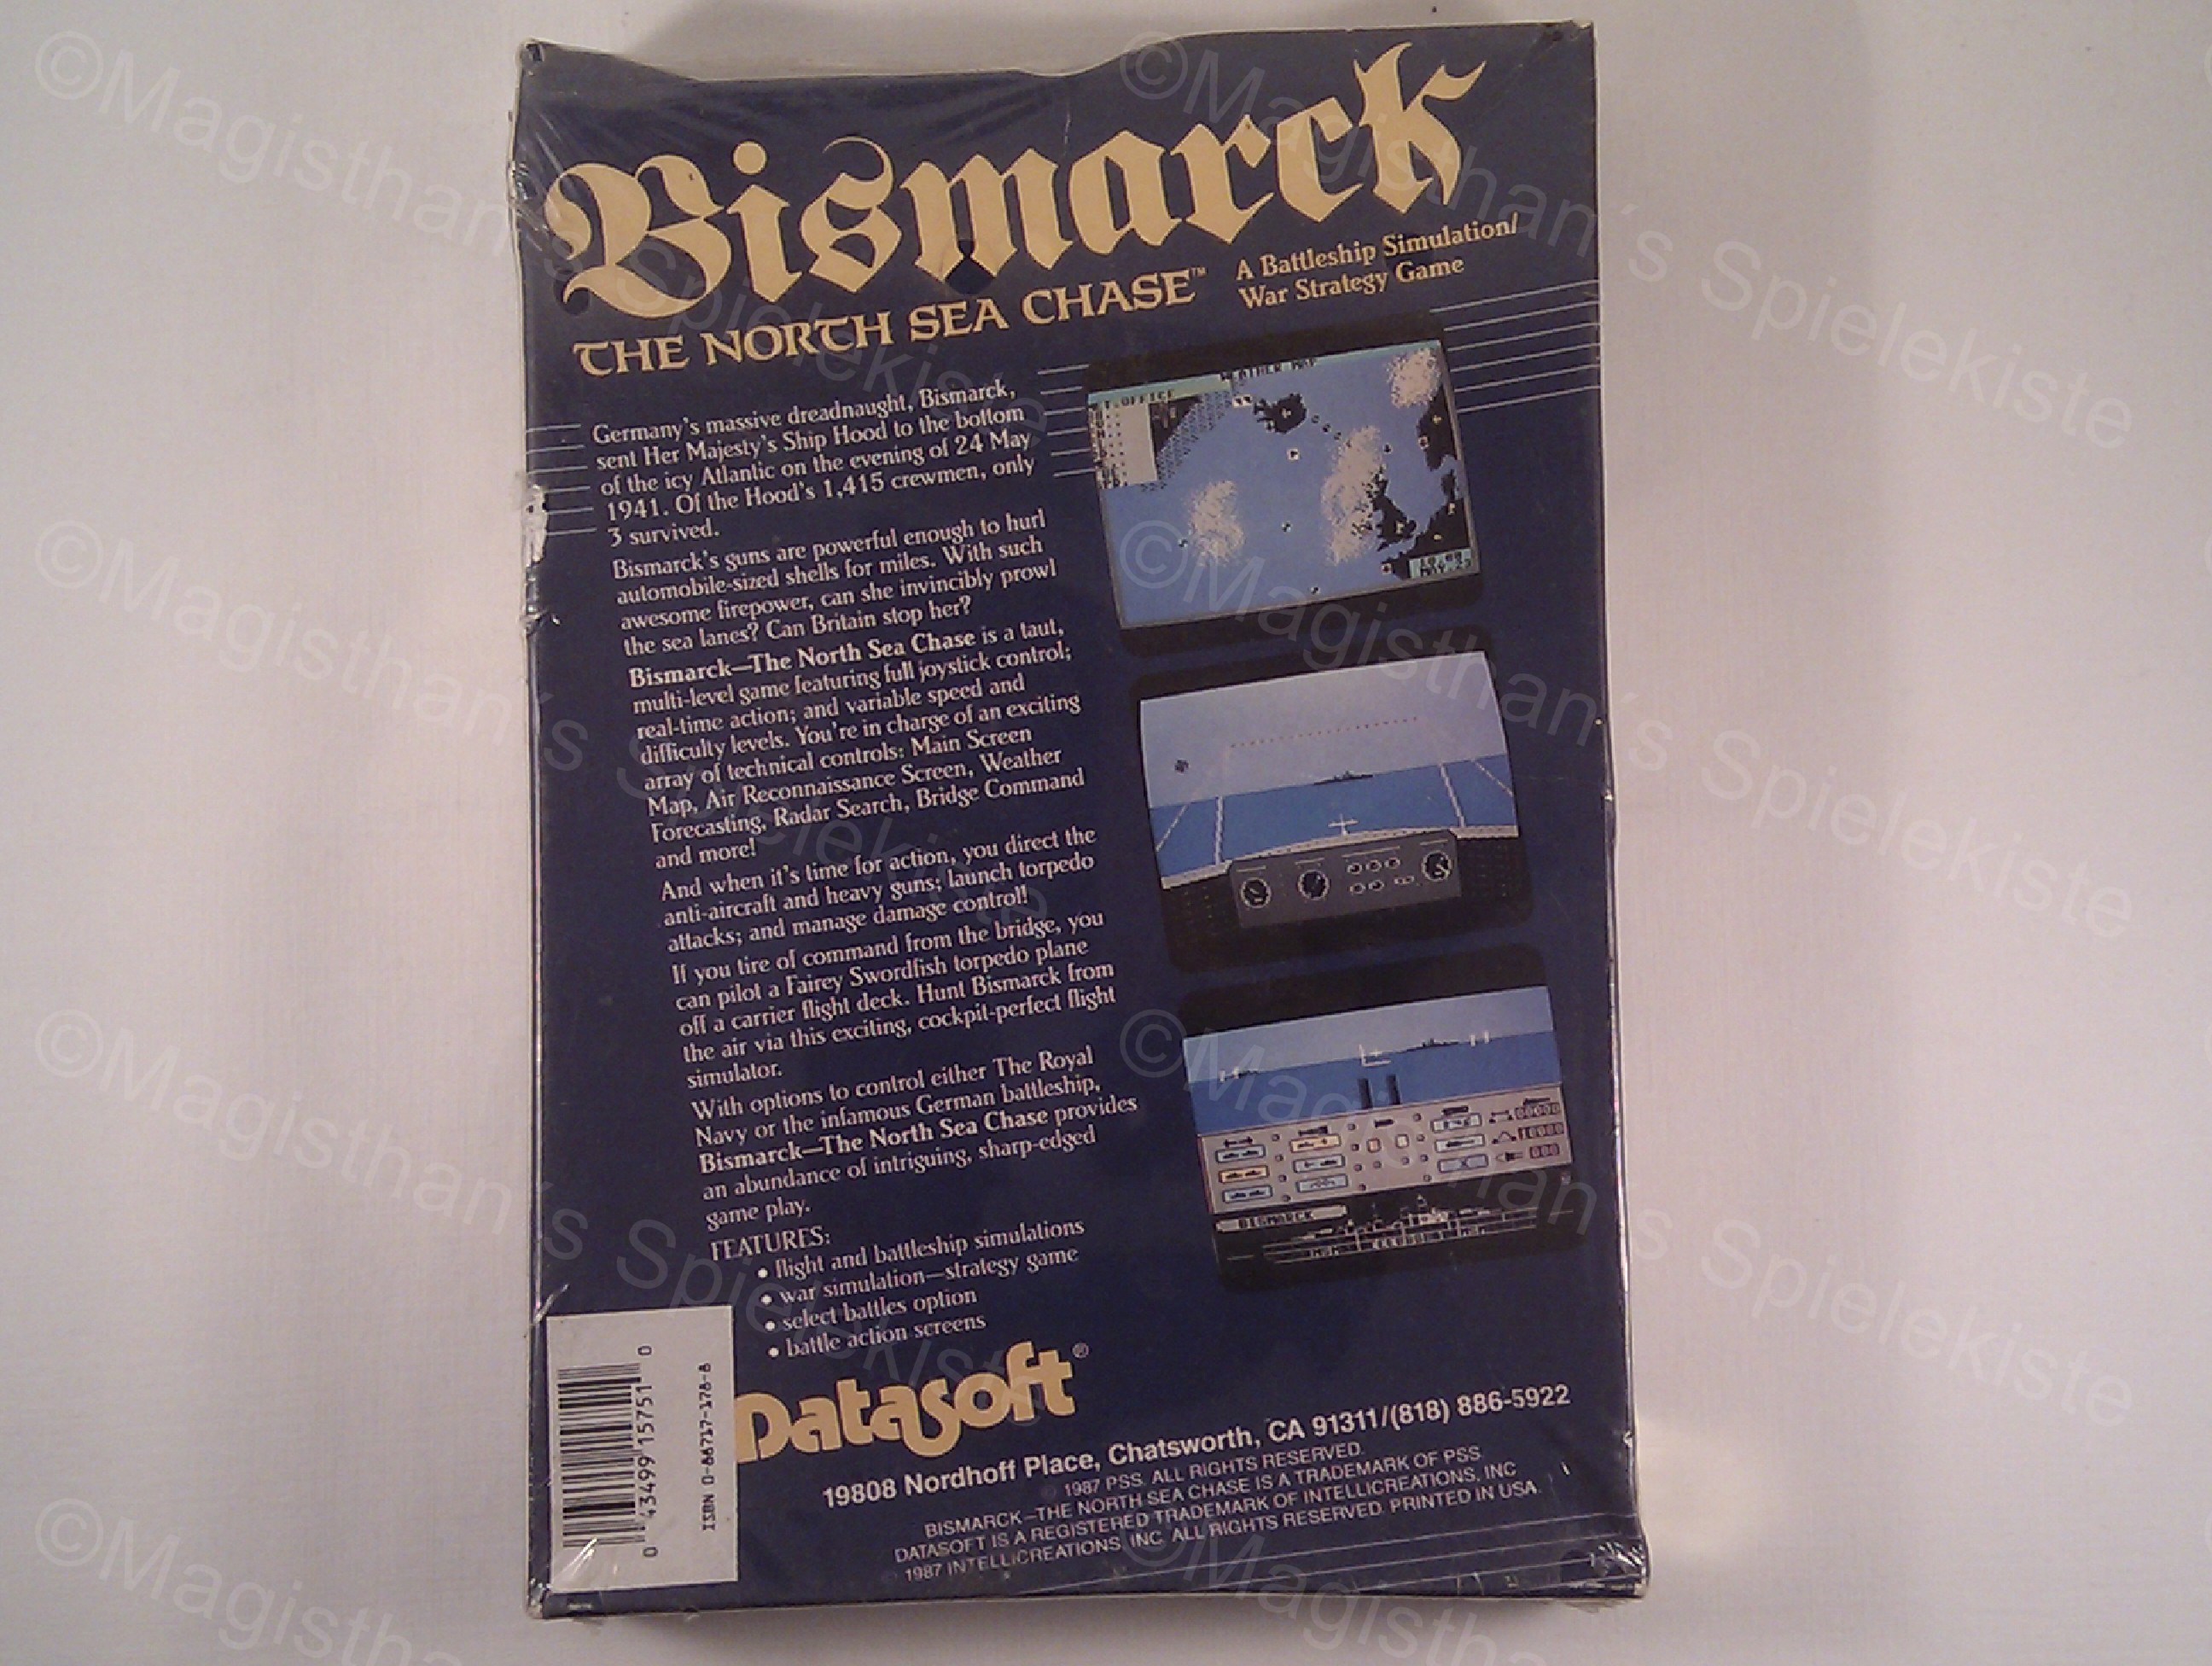 Bismarck
THE NORTH SEA CHASE™
A Battleship Simulation/
War Strategy Game
Germany's massive dreadnaught, Bismarck,
sent Her Majesty's Ship Hood to the bottom
of the icy Atlantic on the evening of 24 May
1941. Of the Hood's 1,415 crewmen, only
3 survived.
Bismarck's guns are powerful enough to hurl
automobile-sized shells for miles. With such
awesome firepower, can she invincibly prowl
the sea lanes? Can Britain stop her?
Bismarck—The North Sea Chase is a taut,
multi-level game featuring full joystick control;
real-time action; and variable speed and
difficulty levels. You're in charge of an exciting
array of technical controls: Main Screen
Map, Air Reconnaissance Screen, Weather
Forecasting, Radar Search, Bridge Command
and more!
And when it's time for action, you direct the
anti-aircraft and heavy guns; launch torpedo
attacks; and manage damage control!
If you tire of command from the bridge, you
can pilot a Fairey Swordfish torpedo plane
off a carrier flight deck. Hunt Bismarck from
the air via this exciting, cockpit-perfect flight
simulator.
With options to control either The Royal
Navy or the infamous German battleship,
Bismarck—The North Sea Chase provides
an abundance of intriguing, sharp-edged
game play.
FEATURES:
• flight and battleship simulations
• war simulation—strategy game
• select battles option
• battle action screens
WEATHER MAP
BISMARCK
Datasoft®
19808 Nordhoff Place, Chatsworth, CA 91311/(818) 886-5922
© 1987 PSS. ALL RIGHTS RESERVED.
BISMARCK—THE NORTH SEA CHASE IS A TRADEMARK OF PSS
DATASOFT IS A REGISTERED TRADEMARK OF INTELLICREATIONS, INC
© 1987 INTELLICREATIONS, INC. ALL RIGHTS RESERVED. PRINTED IN USA.
0 43499 15751 0
ISBN 0-88717-178-8
©Magisthan´s Spielekiste
©Magisthan´s Spielekiste
©Magisthan´s Spielekiste
©Magisthan´s Spielekiste
©Magisthan´s Spielekiste
©Magisthan´s Spielekiste